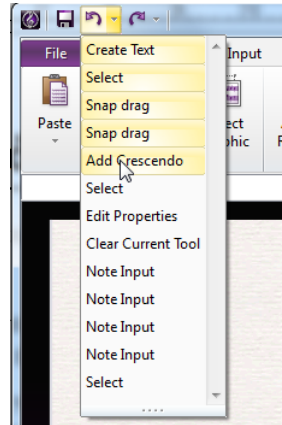 File
Input
Paste
Create Text
Select
Snap drag
Snap drag
Add Crescendo
Select
Edit Properties
Clear Current Tool
Note Input
Note Input
Note Input
Note Input
Select